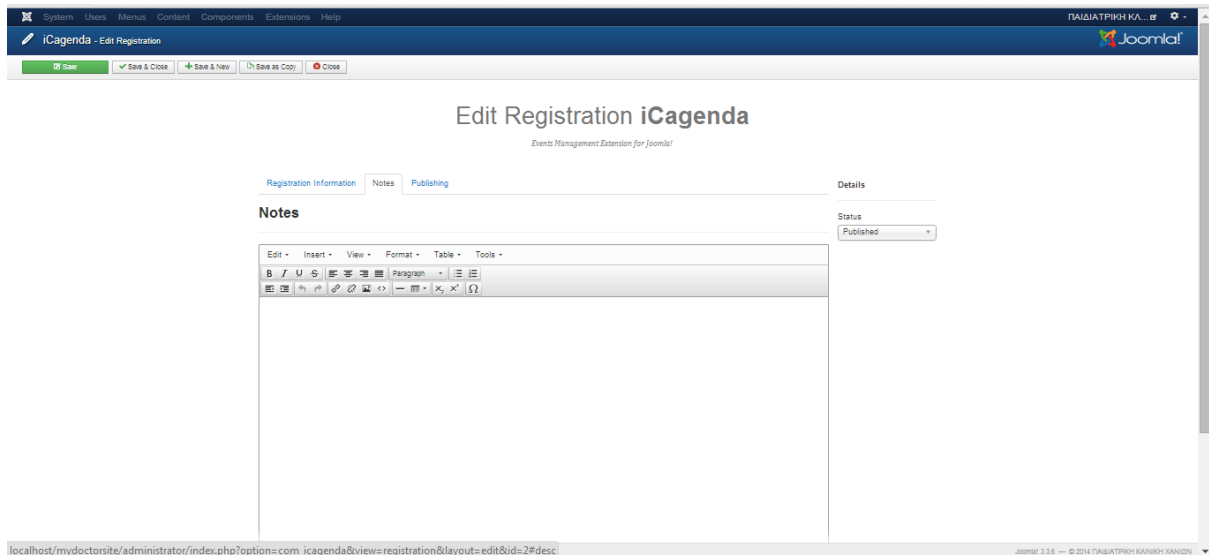 System Users Menus Content Components Extensions Help ΠΑΙΔΙΑΤΡΙΚΗ ΚΛ...
iCagenda - Edit Registration Joomla!
Save Save & Close Save & New Save as Copy Close
Edit Registration iCagenda
Events Management Extension for Joomla!
Registration Information Notes Publishing
Details
Notes
Status
Published
Edit Insert View Format Table Tools
B I U S Paragraph
Ω
localhost/mydoctorsite/administrator/index.php?option=com_icagenda&view=registration&layout=edit&id=2#desc
Joomla! 3.3.6 — © 2014 ΠΑΙΔΙΑΤΡΙΚΗ ΚΛΙΝΙΚΗ ΧΑΝΙΩΝ